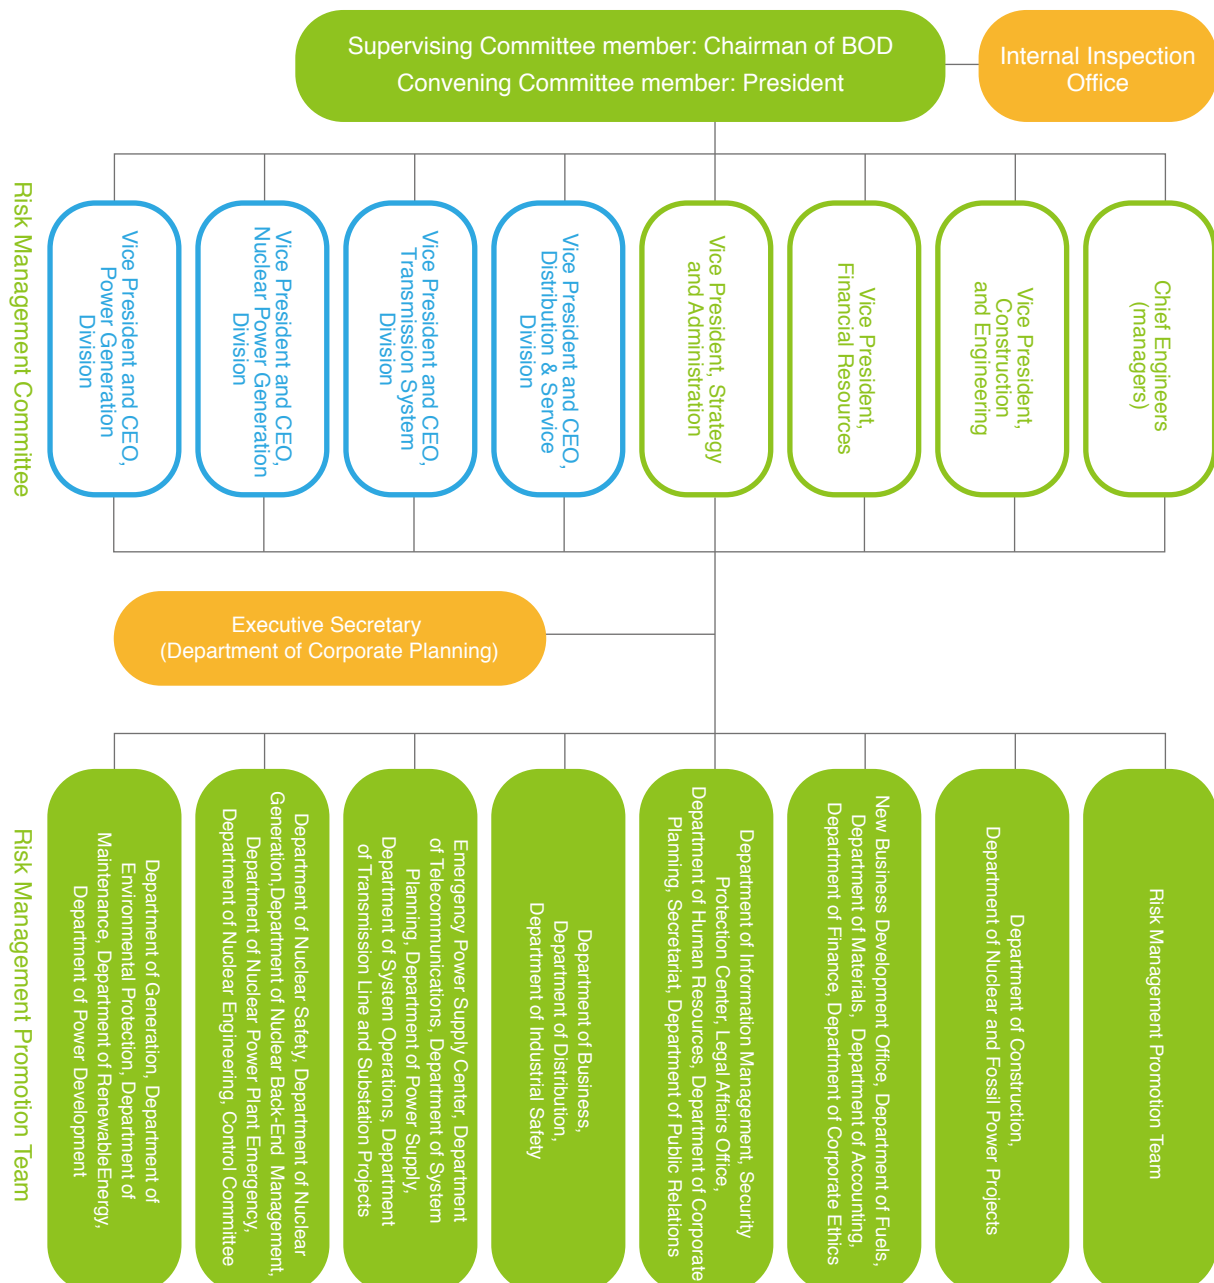 Supervising Committee member: Chairman of BOD
Convening Committee member: President
Internal Inspection
Office
Risk Management Committee
Vice President and CEO,
Power Generation
Division
Vice President and CEO,
Nuclear Power Generation
Division
Vice President and CEO,
Transmission System
Division
Vice President and CEO,
Distribution & Service
Division
Vice President, Strategy
and Administration
Vice President,
Financial Resources
Vice President,
Construction
and Engineering
Chief Engineers
(managers)
Executive Secretary
(Department of Corporate Planning)
Risk Management Promotion Team
Department of Generation, Department of
Environmental Protection, Department of
Maintenance, Department of RenewableEnergy,
Department of Power Development
Department of Nuclear Safety, Department of Nuclear
Generation,Department of Nuclear Back-End Management,
Department of Nuclear Power Plant Emergency,
Department of Nuclear Engineering, Control Committee
Emergency Power Supply Center, Department
of Telecommunications, Department of System
Planning, Department of Power Supply,
Department of System Operations, Department
of Transmission Line and Substation Projects
Department of Business,
Department of Distribution,
Department of Industrial Safety
Department of Information Management, Security
Protection Center, Legal Affairs Office,
Department of Human Resources, Department of Corporate
Planning, Secretariat, Department of Public Relations
New Business Development Office, Department of Fuels,
Department of Materials, Department of Accounting,
Department of Finance, Department of Corporate Ethics
Department of Construction,
Department of Nuclear and Fossil Power Projects
Risk Management Promotion Team